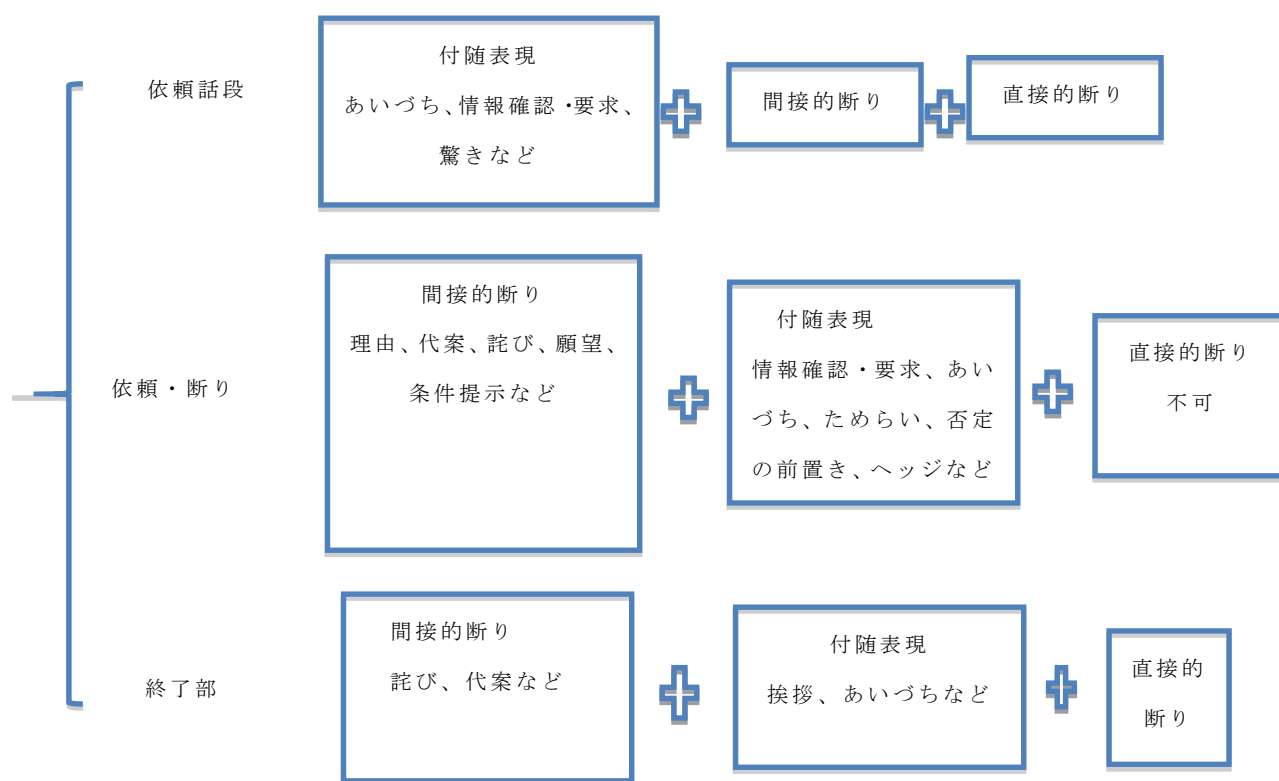 依頼話段
付随表現
あいづち、情報確認・要求、
驚きなど
間接的断り
直接的断り
依頼・断り
間接的断り
理由、代案、詫び、願望、
条件提示など
付随表現
情報確認・要求、あい
づち、ためらい、否定
の前置き、ヘッジなど
直接的断り
不可
終了部
間接的断り
詫び、代案など
付随表現
挨拶、あいづちなど
直接的
断り